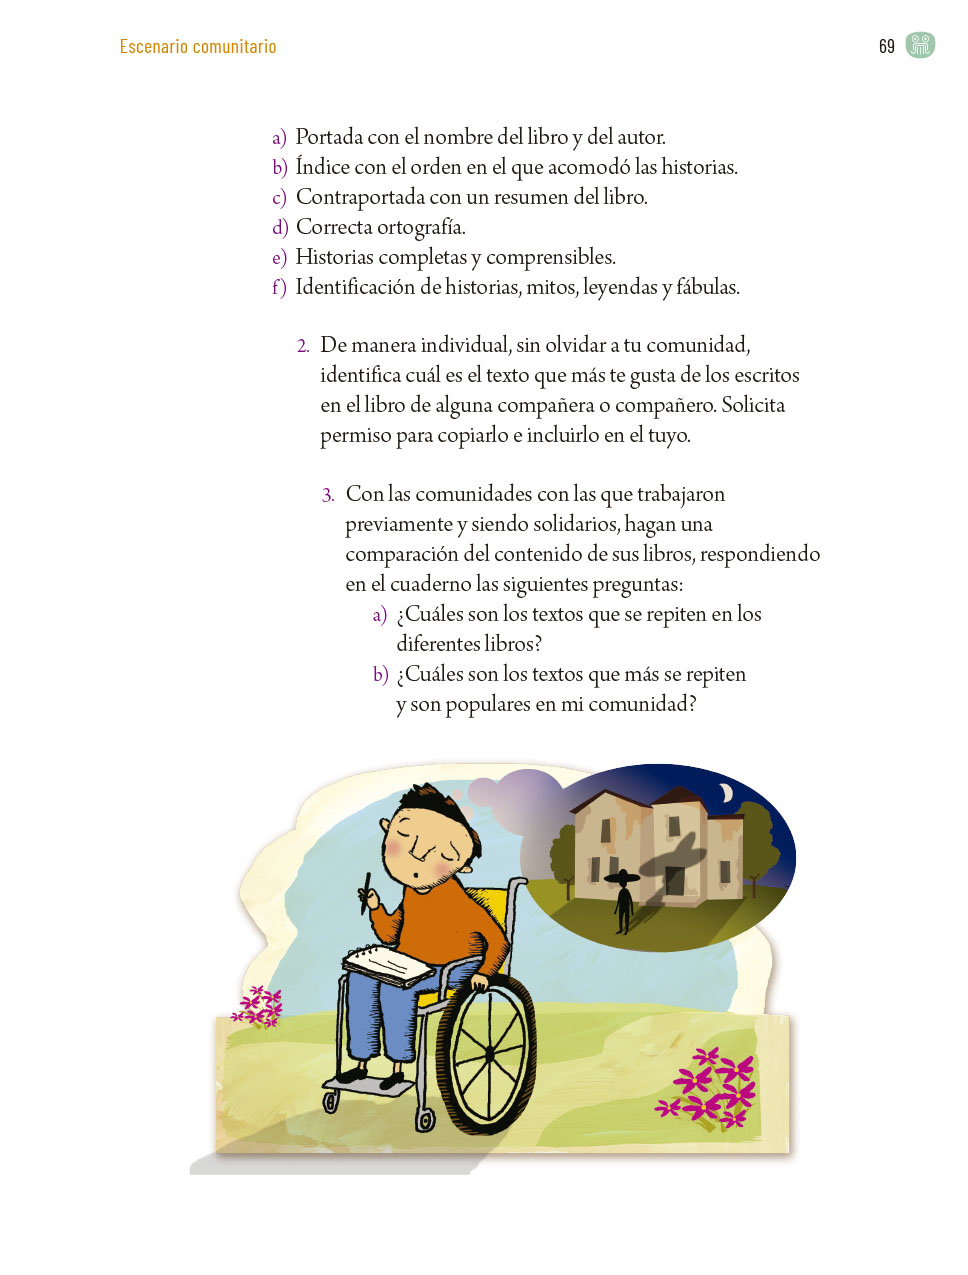 Escenario comunitario
69
a) Portada con el nombre del libro y del autor.
b) Índice con el orden en el que acomodó las historias.
c) Contraportada con un resumen del libro.
d) Correcta ortografía.
e) Historias completas y comprensibles.
f) Identificación de historias, mitos, leyendas y fábulas.
2. De manera individual, sin olvidar a tu comunidad,
identifica cuál es el texto que más te gusta de los escritos
en el libro de alguna compañera o compañero. Solicita
permiso para copiarlo e incluirlo en el tuyo.
3. Con las comunidades con las que trabajaron
previamente y siendo solidarios, hagan una
comparación del contenido de sus libros, respondiendo
en el cuaderno las siguientes preguntas:
a) ¿Cuáles son los textos que se repiten en los
diferentes libros?
b) ¿Cuáles son los textos que más se repiten
y son populares en mi comunidad?